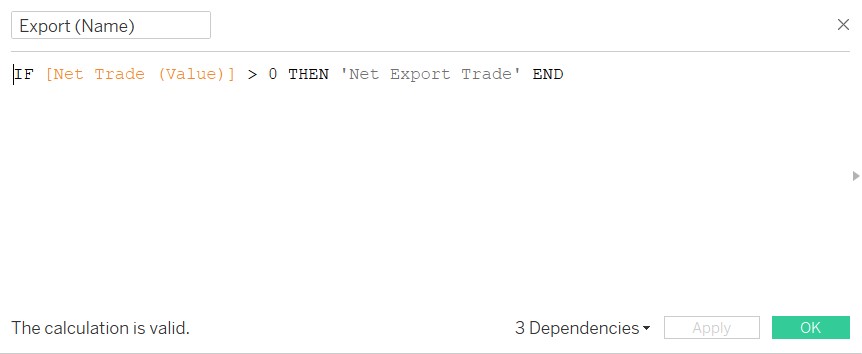 Export (Name)
IF [Net Trade (Value)] > 0 THEN 'Net Export Trade' END
The calculation is valid.
3 Dependencies
Apply
OK